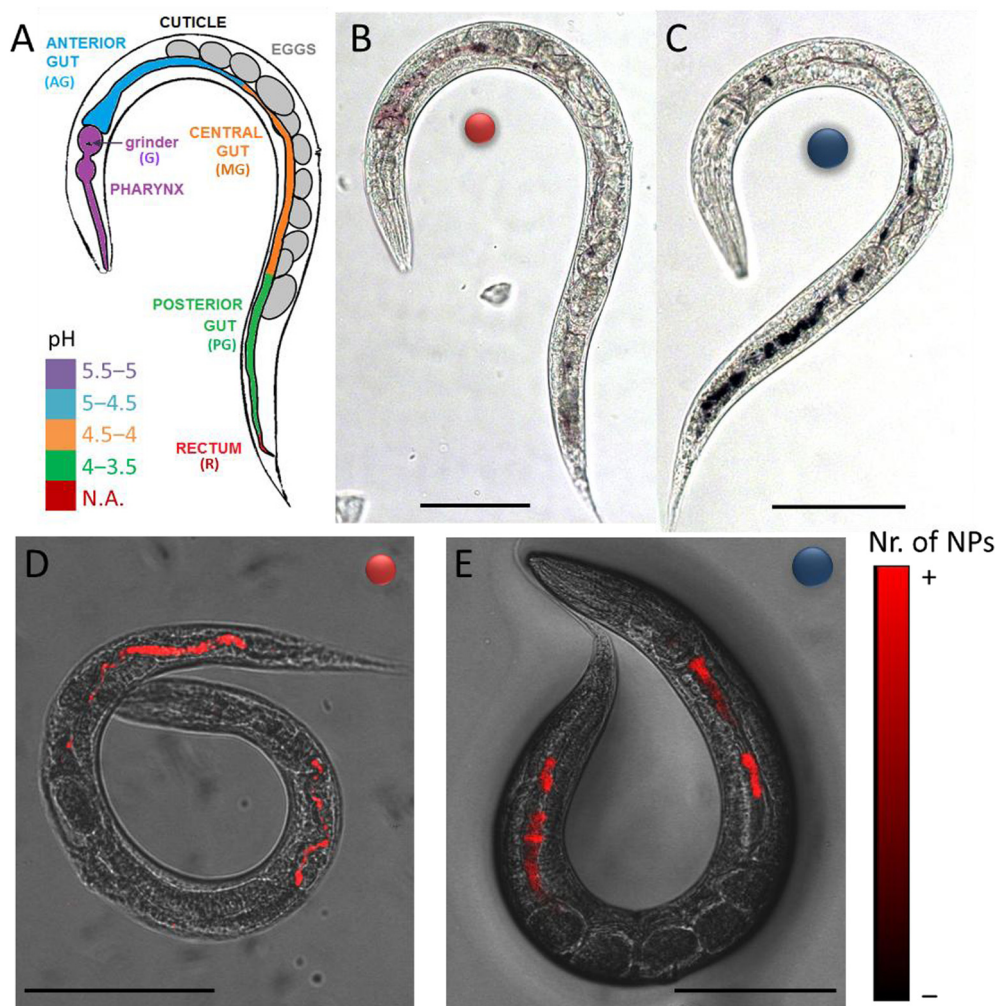 A
CUTICLE
ANTERIOR
GUT
(AG)
EGGS
grinder
(G)
PHARYNX
CENTRAL
GUT
(MG)
POSTERIOR
GUT
(PG)
RECTUM
(R)
pH
5.5–5
5–4.5
4.5–4
4–3.5
N.A.
B
C
D
E
Nr. of NPs
+
–